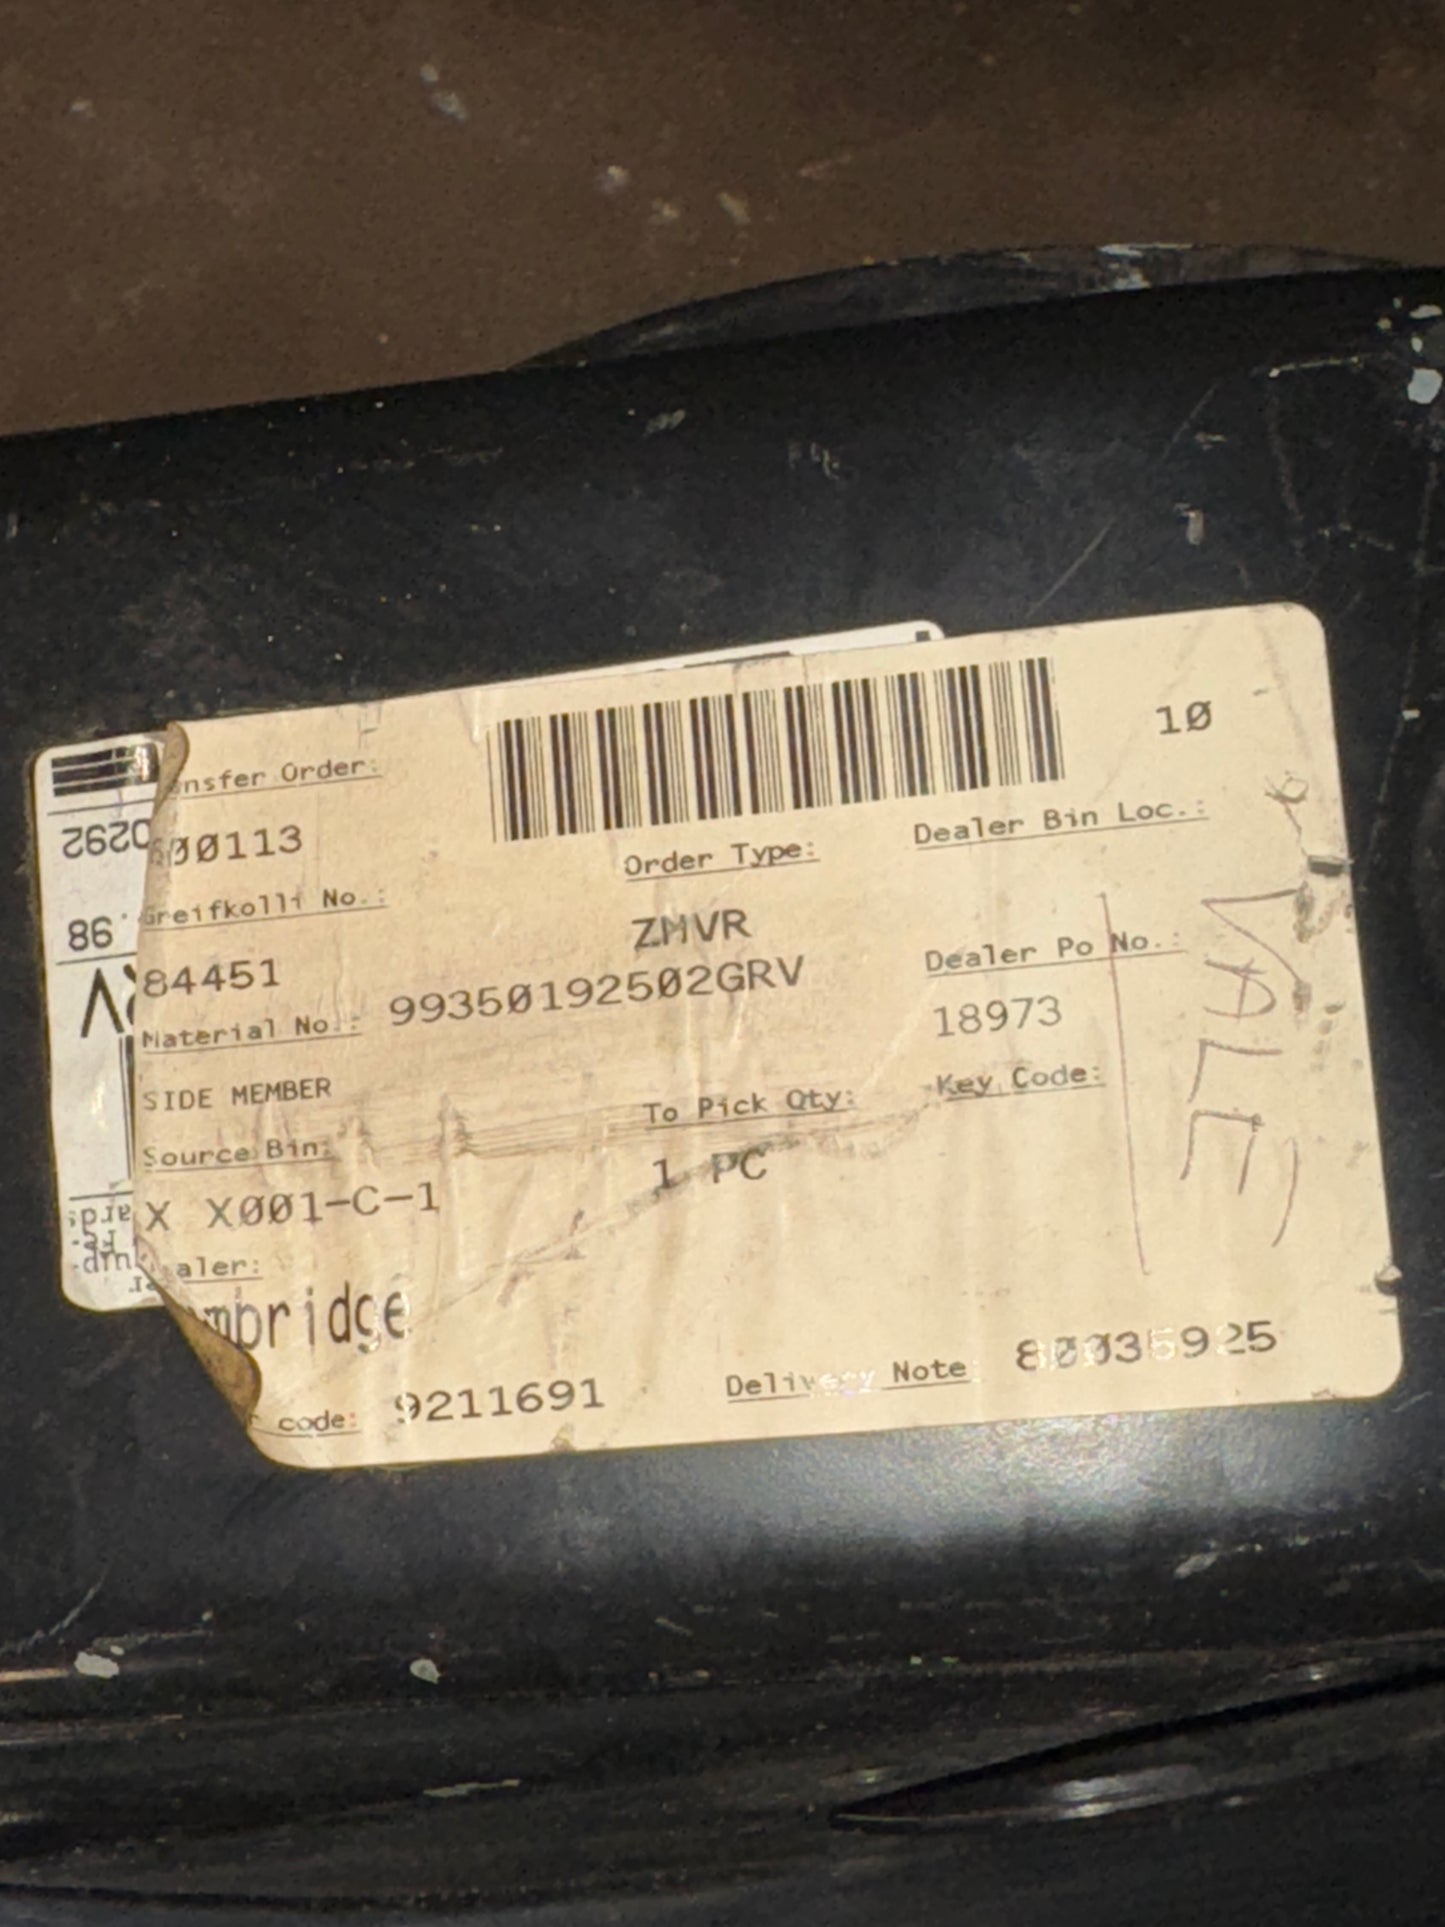 10
nsfer Order:
00113
Order Type:
Dealer Bin Loc.:
Greifkolli No.:
ZMVR
84451
Dealer Po No.:
Material No.:
99350192502GRV
18973
SIDE MEMBER
To Pick Qty:
Key Code:
Source Bin:
1 PC
X X001-C-1
aler:
mbridge
code:
9211691
Delivery Note
80035925
0292
.98